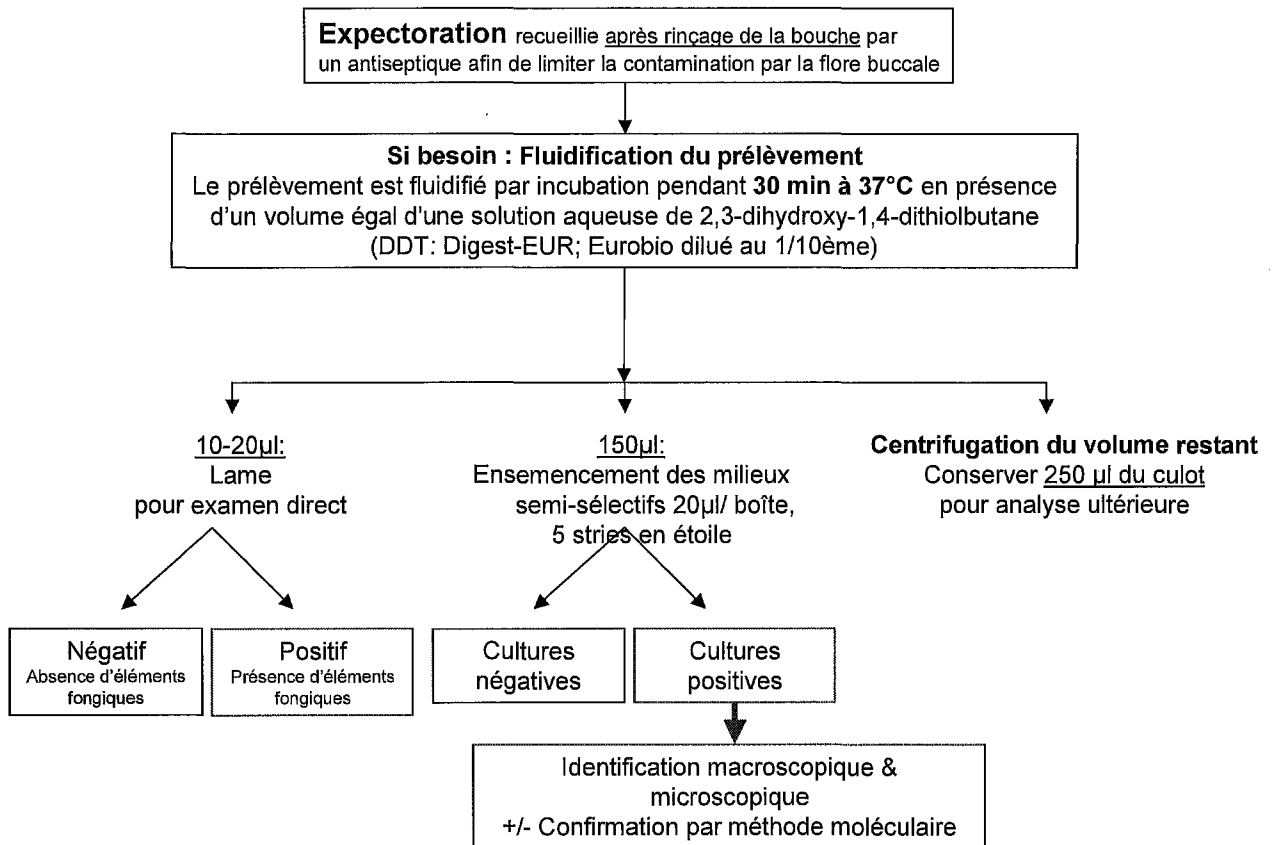 Expectoration recueillie après rinçage de la bouche par
un antiseptique afin de limiter la contamination par la flore buccale
Si besoin : Fluidification du prélèvement
Le prélèvement est fluidifié par incubation pendant 30 min à 37°C en présence
d'un volume égal d'une solution aqueuse de 2,3-dihydroxy-1,4-dithiolbutane
(DDT: Digest-EUR; Eurobio dilué au 1/10ème)
10-20µl:
Lame
pour examen direct
150µl:
Ensemencement des milieux
semi-sélectifs 20µl/ boîte,
5 stries en étoile
Centrifugation du volume restant
Conserver 250 µl du culot
pour analyse ultérieure
Négatif
Absence d'éléments
fongiques
Positif
Présence d'éléments
fongiques
Cultures
négatives
Cultures
positives
Identification macroscopique &
microscopique
+/- Confirmation par méthode moléculaire